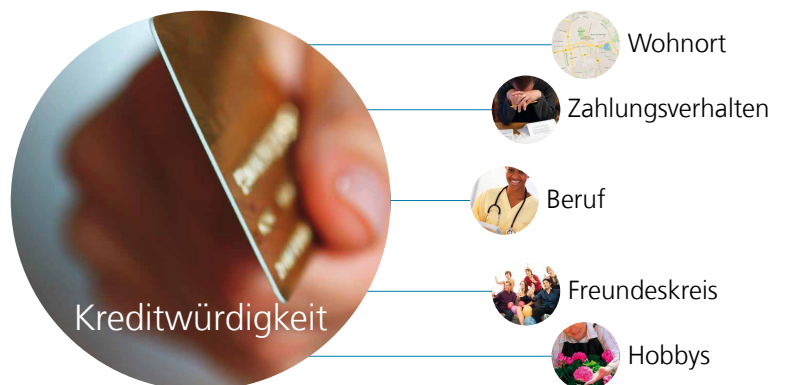 Wohnort
Zahlungsverhalten
Beruf
Freundeskreis
Kreditwürdigkeit
Hobbys